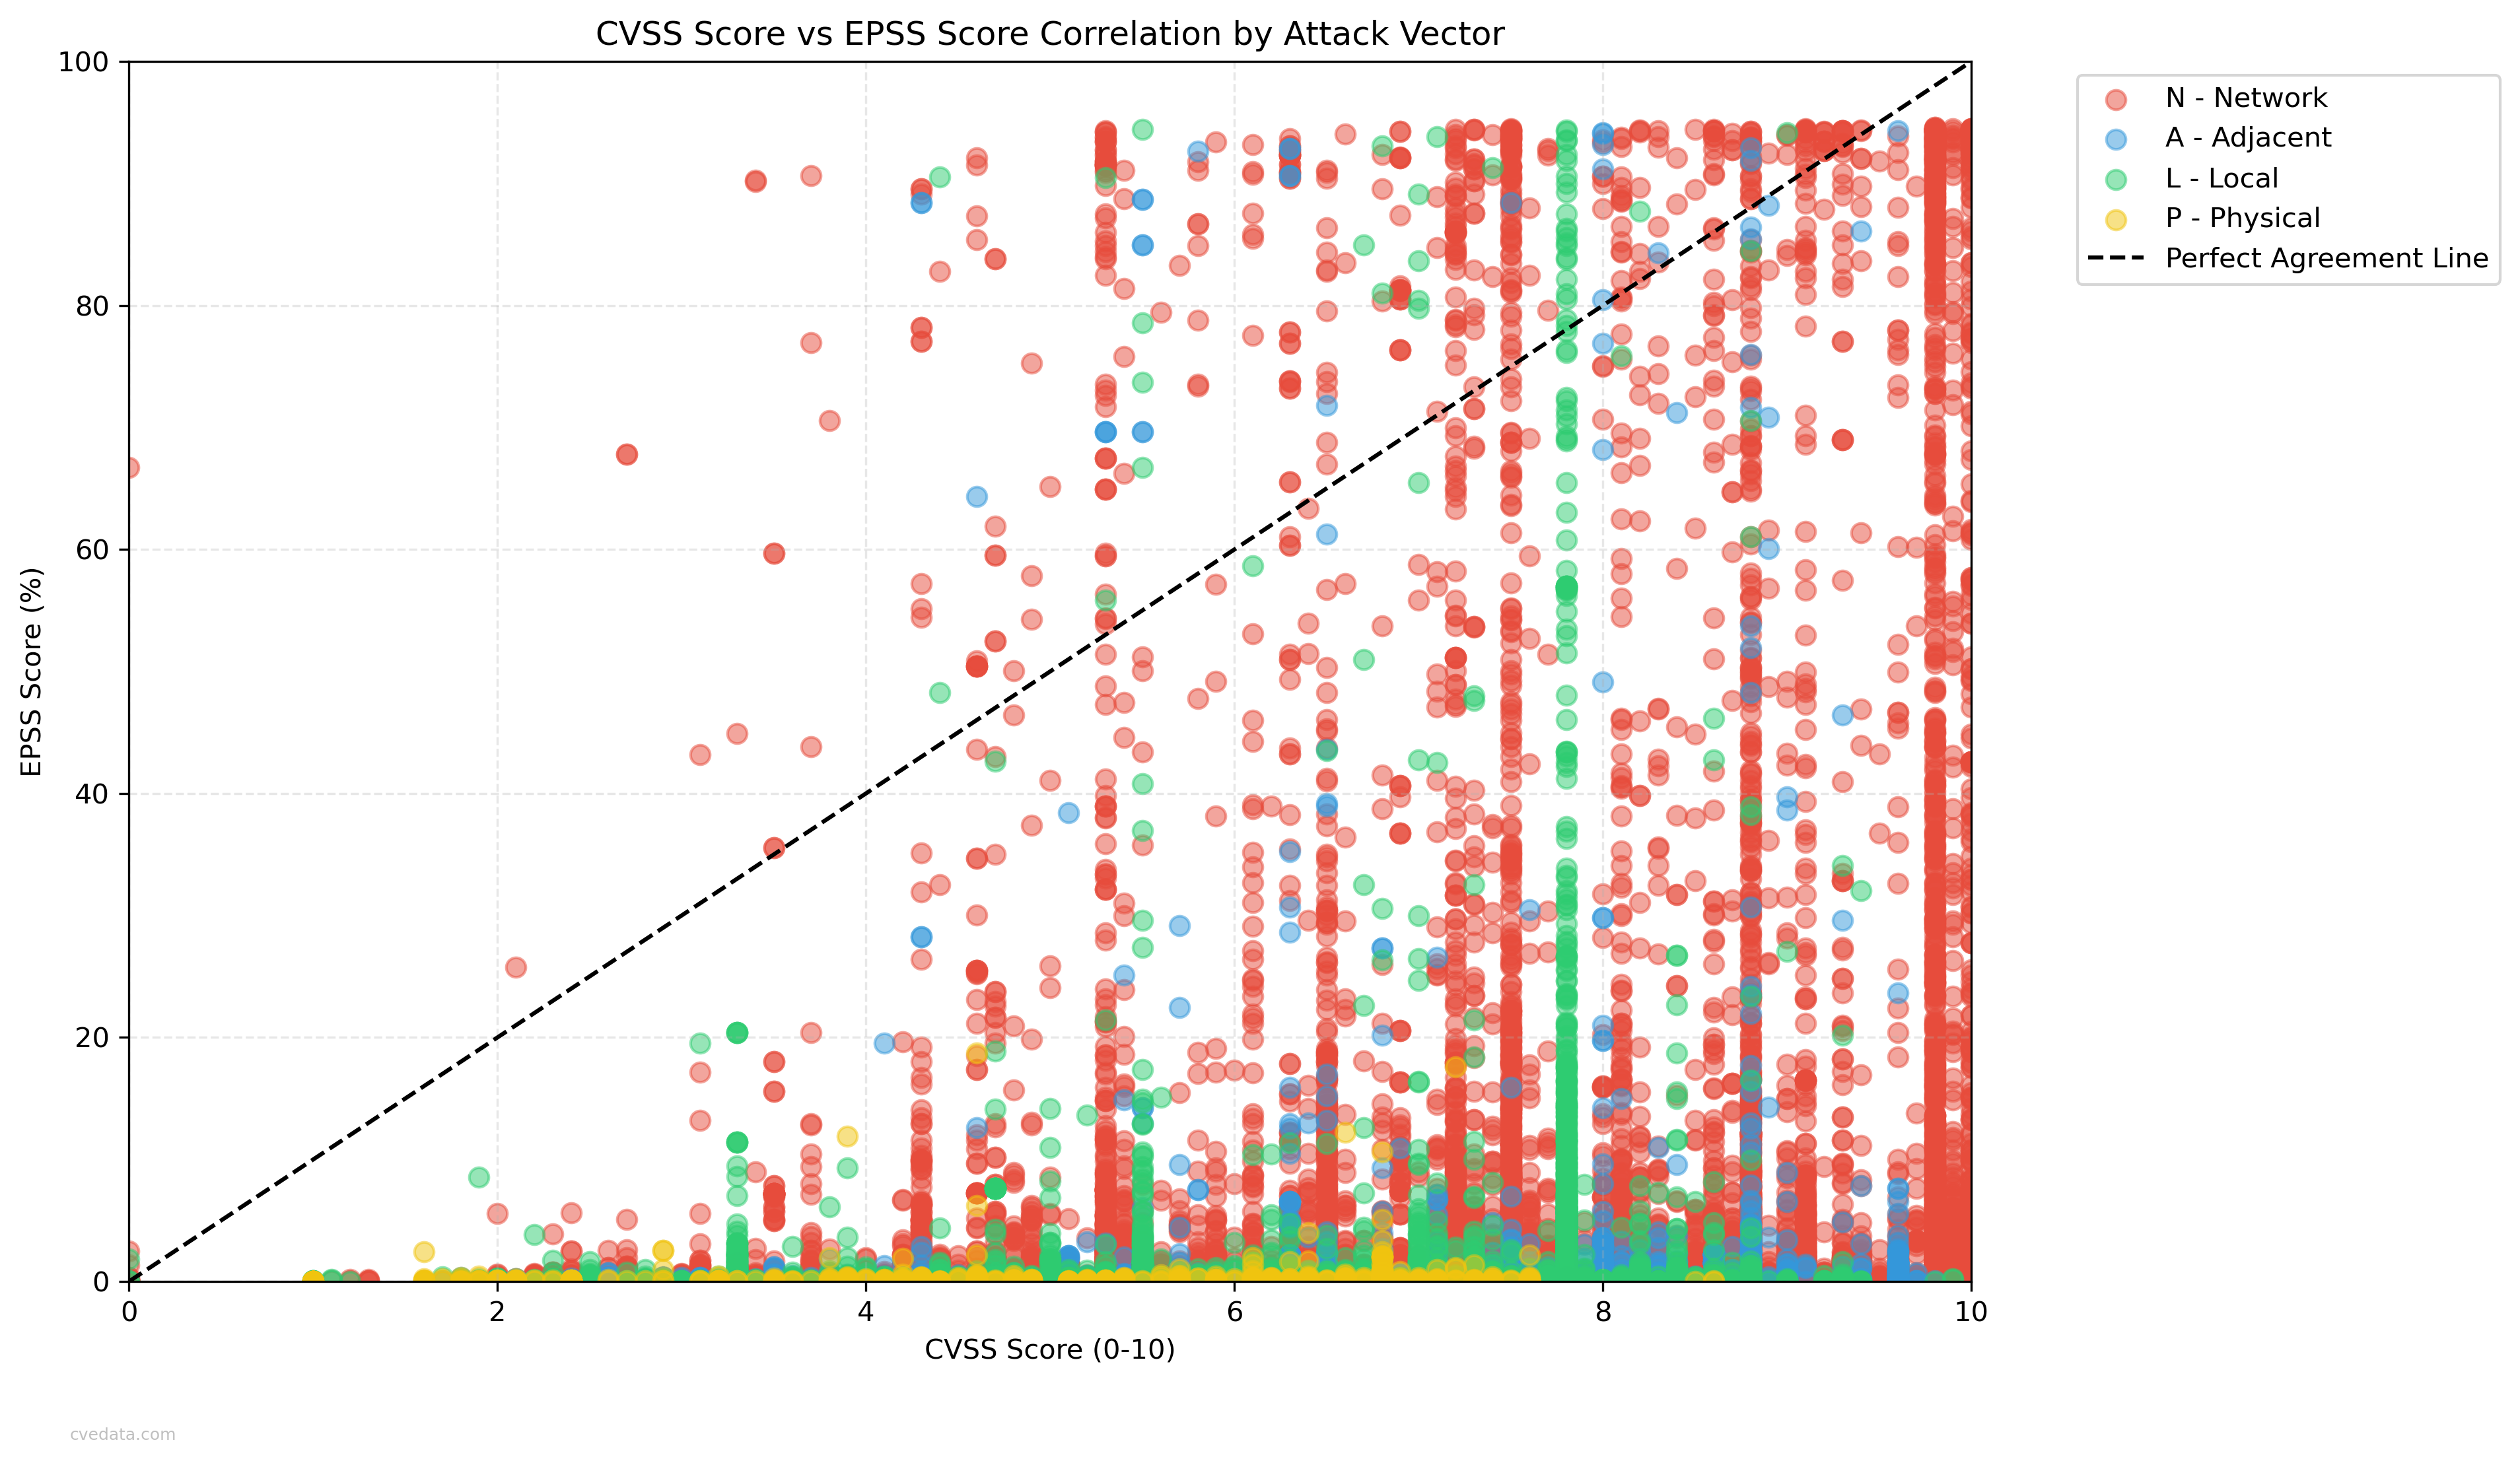 CVSS Score vs EPSS Score Correlation by Attack Vector
100
80
60
40
20
0
EPSS Score (%)
0 2 4 6 8 10
CVSS Score (0-10)
N - Network
A - Adjacent
L - Local
P - Physical
Perfect Agreement Line
cvedata.com